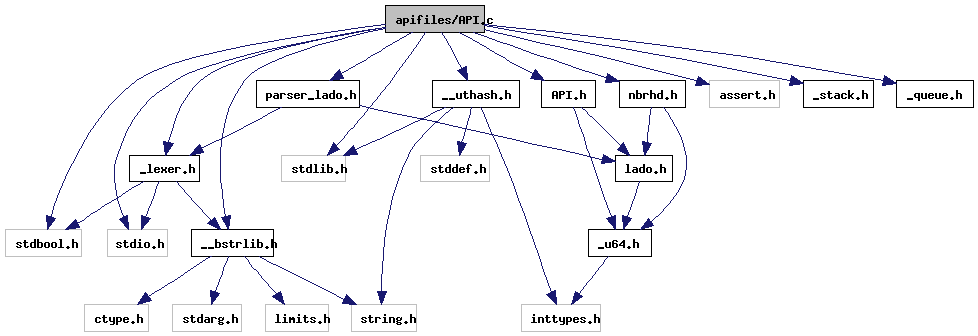 apifiles/API.c
parser_lado.h
__uthash.h
API.h
nbrhd.h
assert.h
_stack.h
_queue.h
_lexer.h
stdlib.h
stddef.h
lado.h
stdbool.h
stdio.h
__bstrlib.h
_u64.h
ctype.h
stdarg.h
limits.h
string.h
inttypes.h